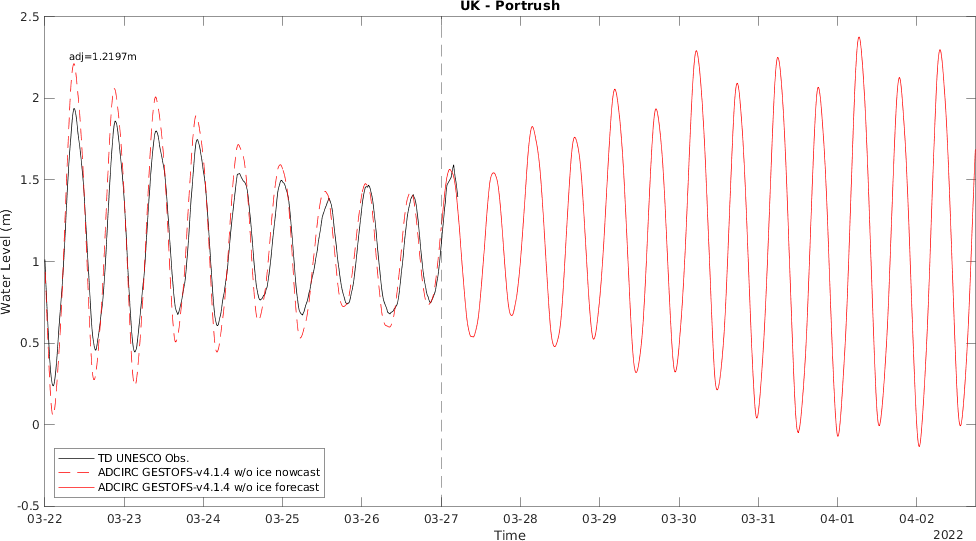 UK - Portrush
adj=1.2197m
2.5
2
1.5
1
0.5
0
-0.5
Water Level (m)
TD UNESCO Obs.
ADCIRC GESTOFS-v4.1.4 w/o ice nowcast
ADCIRC GESTOFS-v4.1.4 w/o ice forecast
03-22 03-23 03-24 03-25 03-26 03-27 03-28 03-29 03-30 03-31 04-01 04-02
Time
2022